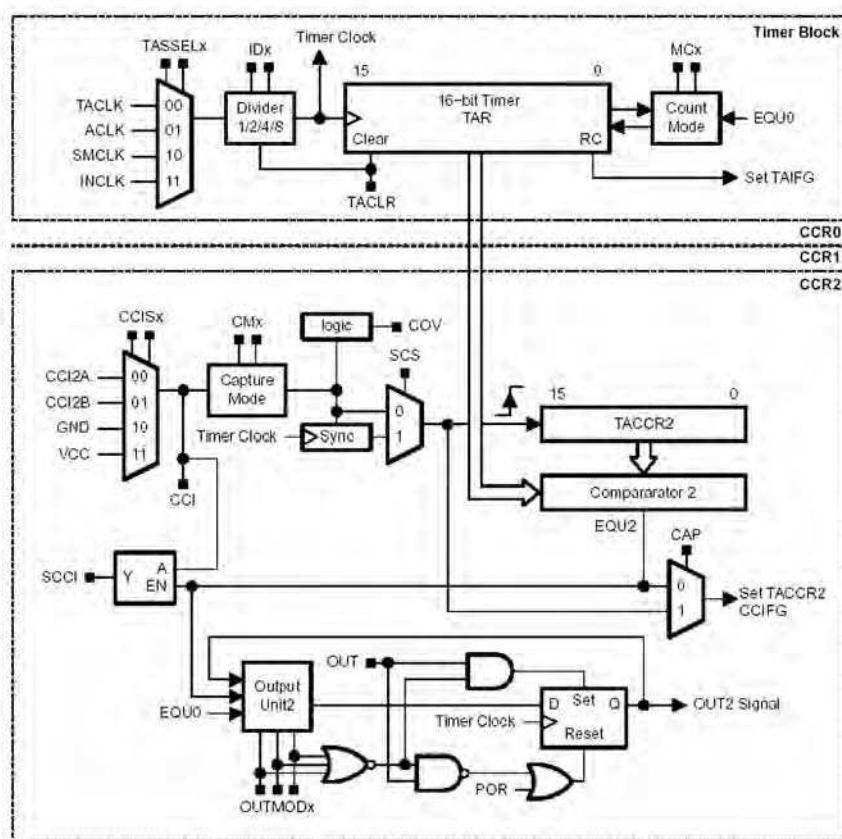 Timer Block
TASSELx
IDx
Timer Clock
15
0
MCx
TACLK
ACLK
SMCLK
INCLK
00
01
10
11
Divider
1/2/4/8
16-bit Timer
TAR
Clear
RC
Count
Mode
EQU0
Set TAIFG
TACLR
CCR0
CCR1
CCR2
CCISx
CMx
logic
COV
SCS
CCI2A
CCI2B
GND
VCC
00
01
10
11
Capture
Mode
0
1
Timer Clock
Sync
CCI
15
0
TACCR2
Compararator 2
EQU2
CAP
SCCI
Y
A
EN
0
1
Set TACCR2
CCIFG
OUT
Output
Unit2
EQU0
Timer Clock
D
Set
Q
Reset
OUT2 Signal
POR
OUTMODx